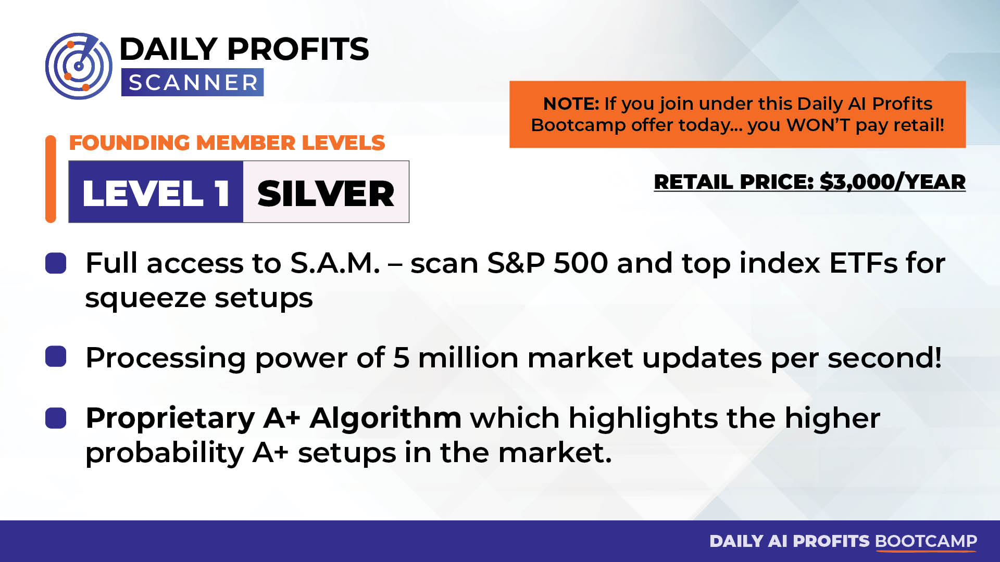 DAILY PROFITS
SCANNER
NOTE: If you join under this Daily AI Profits
Bootcamp offer today... you WON'T pay retail!
FOUNDING MEMBER LEVELS
LEVEL 1 SILVER
RETAIL PRICE: $3,000/YEAR
Full access to S.A.M. – scan S&P 500 and top index ETFs for
squeeze setups
Processing power of 5 million market updates per second!
Proprietary A+ Algorithm which highlights the higher
probability A+ setups in the market.
DAILY AI PROFITS BOOTCAMP